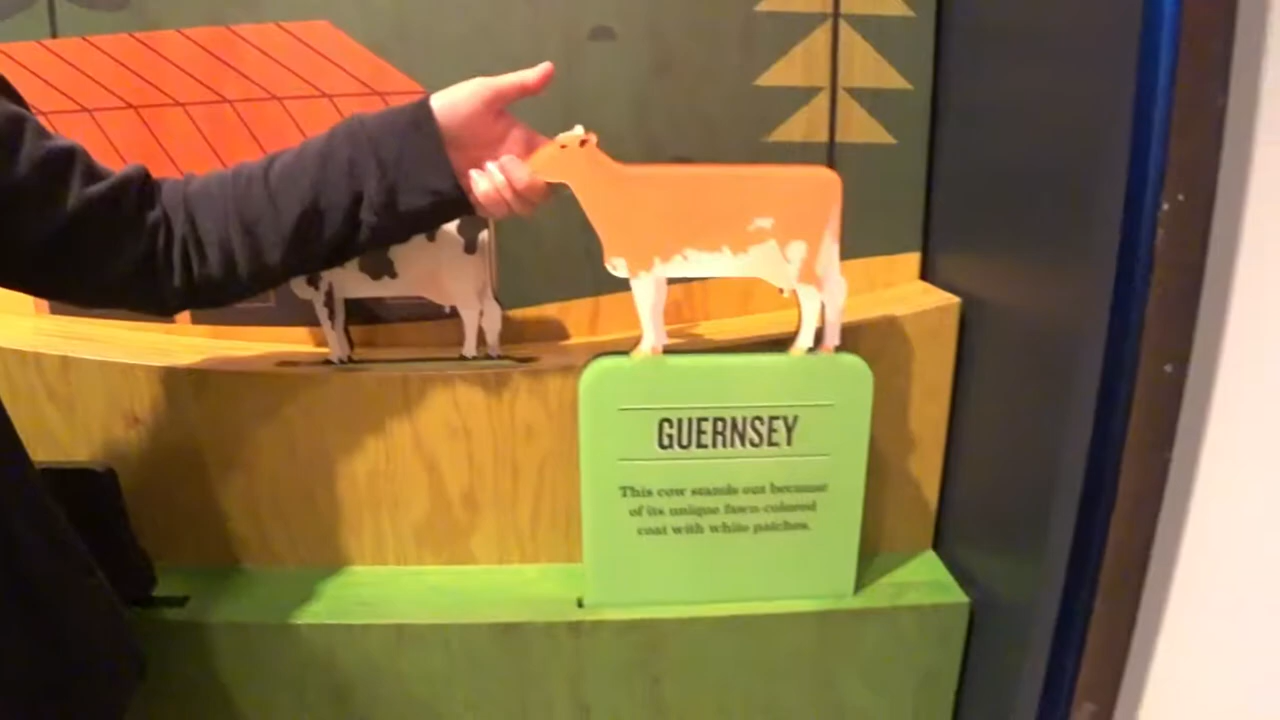 GUERNSEY
This cow stands out because
of its unique fawn-colored
coat with white patches.